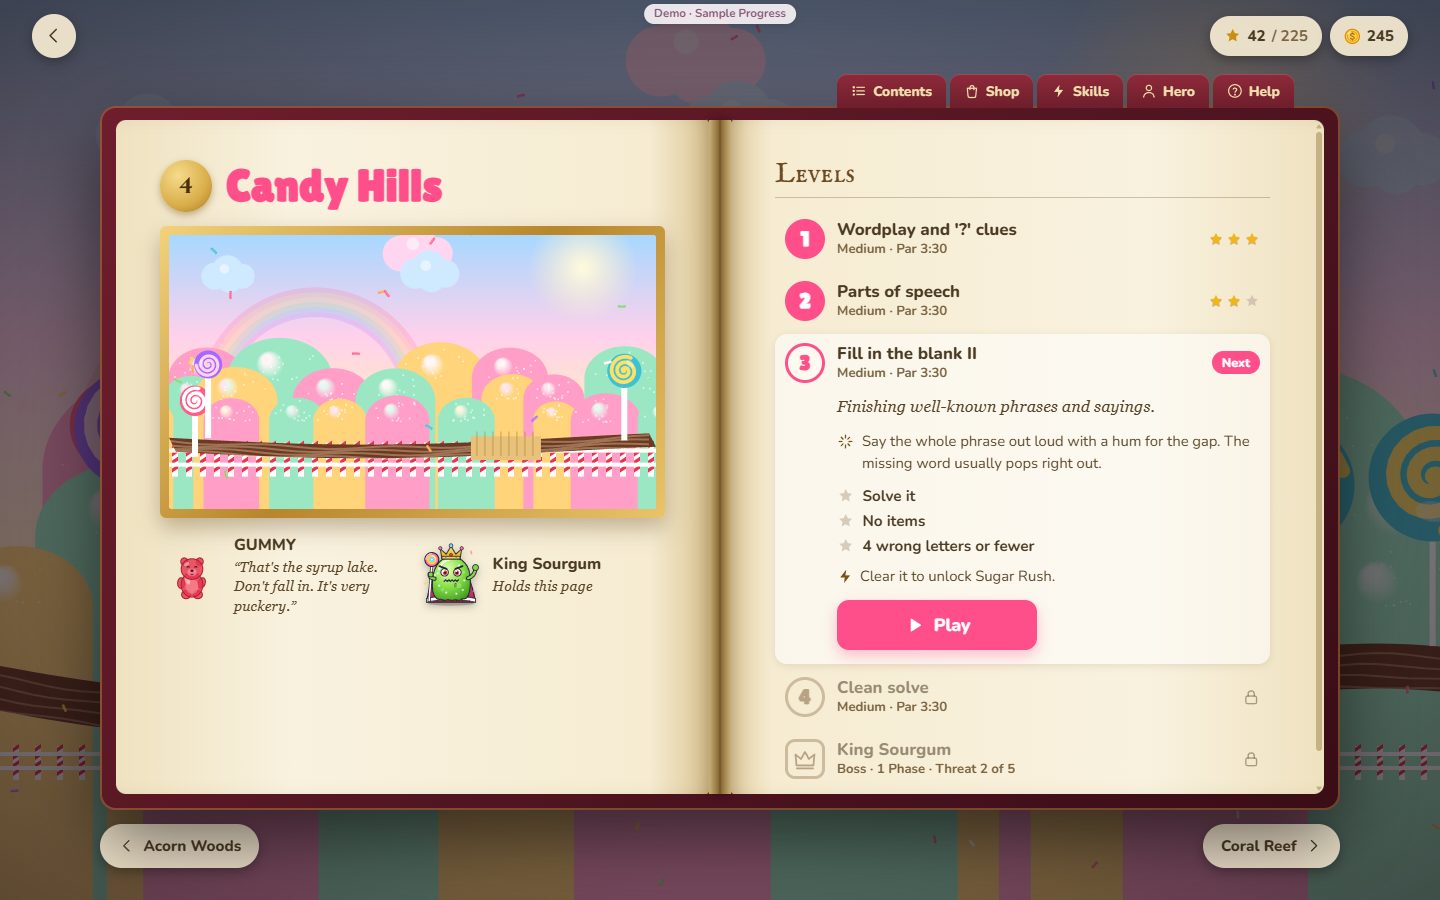 Demo · Sample Progress
42 / 225
245
Contents
Shop
Skills
Hero
Help
4
Candy Hills
GUMMY
“That's the syrup lake.
Don't fall in. It's very
puckery.”
King Sourgum
Holds this page
Levels
1
Wordplay and '?' clues
Medium · Par 3:30
2
Parts of speech
Medium · Par 3:30
3
Fill in the blank II
Medium · Par 3:30
Next
Finishing well-known phrases and sayings.
Say the whole phrase out loud with a hum for the gap. The
missing word usually pops right out.
Solve it
No items
4 wrong letters or fewer
Clear it to unlock Sugar Rush.
Play
4
Clean solve
Medium · Par 3:30
King Sourgum
Boss · 1 Phase · Threat 2 of 5
Acorn Woods
Coral Reef